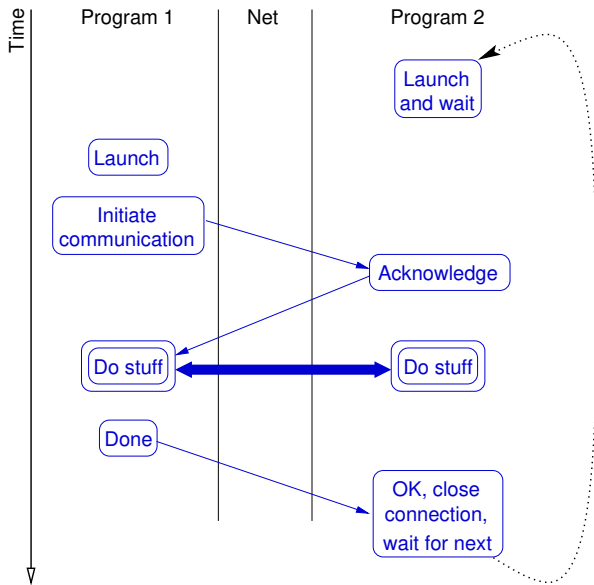 Time
Program 1
Net
Program 2
Launch
and wait
Launch
Initiate
communication
Acknowledge
Do stuff
Do stuff
Done
OK, close
connection,
wait for next